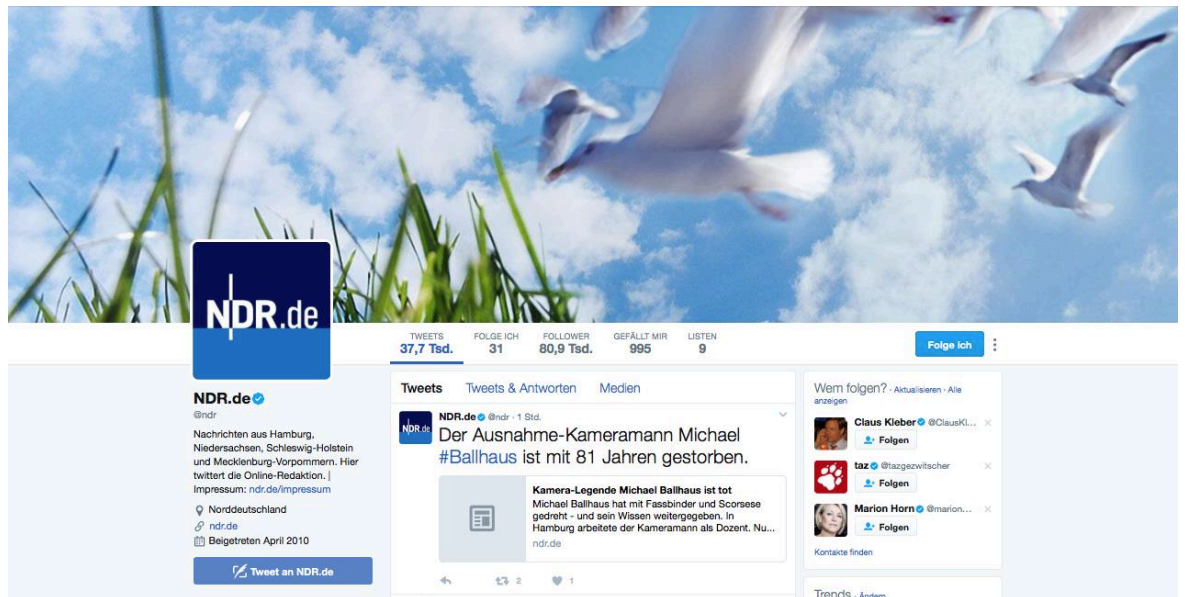 NDR.de
TWEETS
37,7 Tsd.
FOLGE ICH
31
FOLLOWER
80,9 Tsd.
GEFÄLLT MIR
995
LISTEN
9
Folge ich
NDR.de
@ndr
Nachrichten aus Hamburg,
Niedersachsen, Schleswig-Holstein
und Mecklenburg-Vorpommern. Hier
twittert die Online-Redaktion. |
Impressum: ndr.de/impressum
Norddeutschland
ndr.de
Beigetreten April 2010
Tweet an NDR.de
Tweets Tweets & Antworten Medien
NDR.de
NDR.de @ndr · 1 Std.
Der Ausnahme-Kameramann Michael
#Ballhaus ist mit 81 Jahren gestorben.
Kamera-Legende Michael Ballhaus ist tot
Michael Ballhaus hat mit Fassbinder und Scorsese
gedreht - und sein Wissen weitergegeben. In
Hamburg arbeitete der Kameramann als Dozent. Nu...
ndr.de
2 1
Wem folgen? · Aktualisieren · Alle
anzeigen
Claus Kleber @ClausKl...
Folgen
taz @tazgezwitscher
Folgen
Marion Horn @marion...
Folgen
Kontakte finden
Trends · Ändern